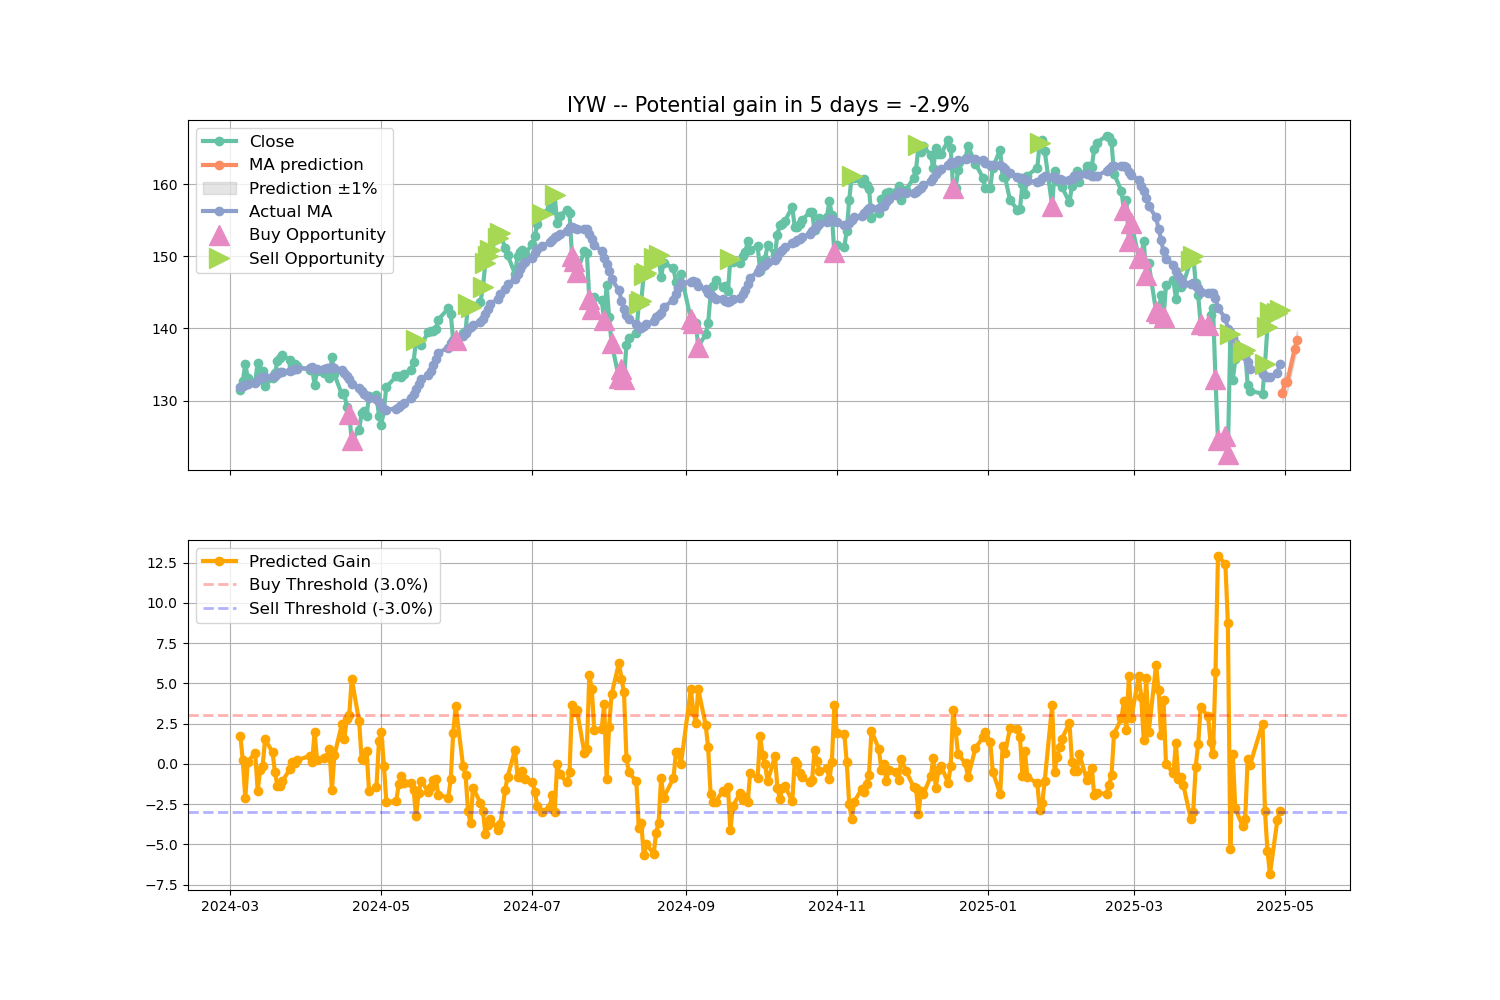 IYW -- Potential gain in 5 days = -2.9%
Close
MA prediction
Prediction ±1%
Actual MA
Buy Opportunity
Sell Opportunity
160
150
140
130
Predicted Gain
Buy Threshold (3.0%)
Sell Threshold (-3.0%)
12.5
10.0
7.5
5.0
2.5
0.0
−2.5
−5.0
−7.5
2024-03
2024-05
2024-07
2024-09
2024-11
2025-01
2025-03
2025-05